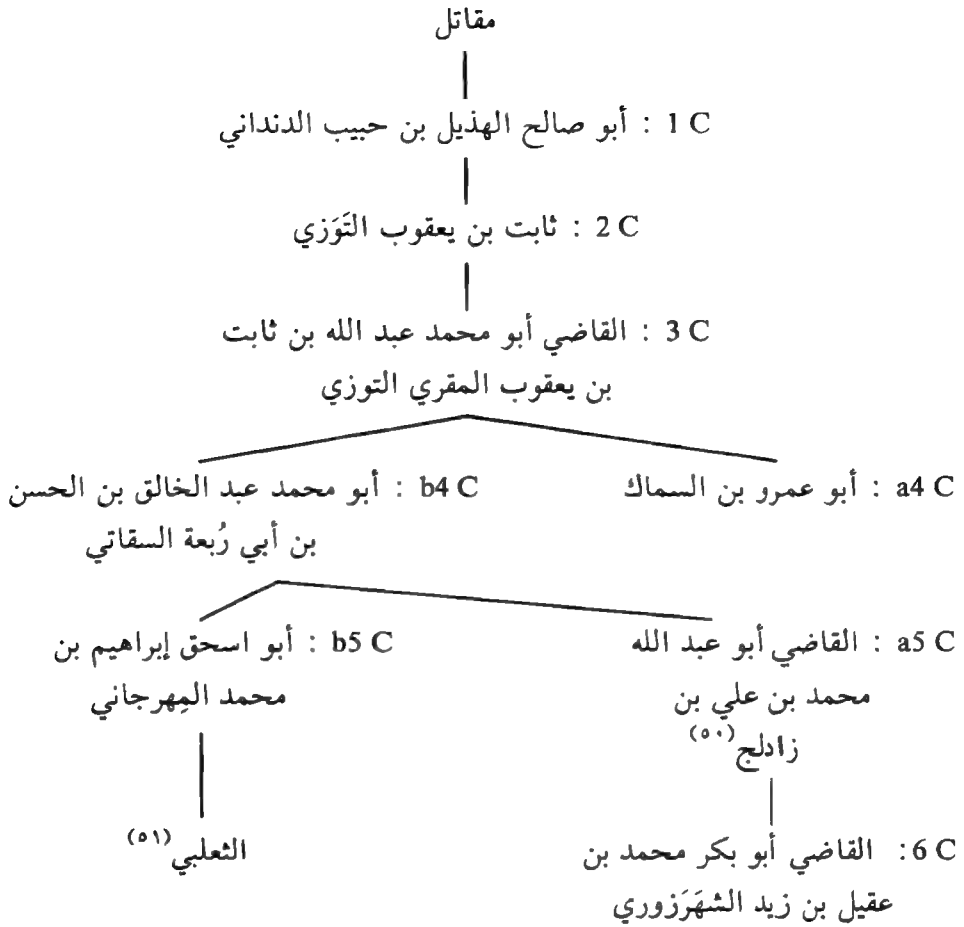 مقاتل
1 C : أبو صالح الهذيل بن حبيب الدنداني
2 C : ثابت بن يعقوب التَوَزي
3 C : القاضي أبو محمد عبد الله بن ثابت
بن يعقوب المقري التوزي
a4 C : أبو عمرو بن السماك
b4 C : أبو محمد عبد الخالق بن الحسن
بن أبي رُبعة السقاتي
a5 C : القاضي أبو عبد الله
محمد بن علي بن
زادلج(٥٠)
b5 C : أبو اسحق إبراهيم بن
محمد المِهرجاني
6 C : القاضي أبو بكر محمد بن
عقيل بن زيد الشهَرَزوري
الثعلبي(٥١)